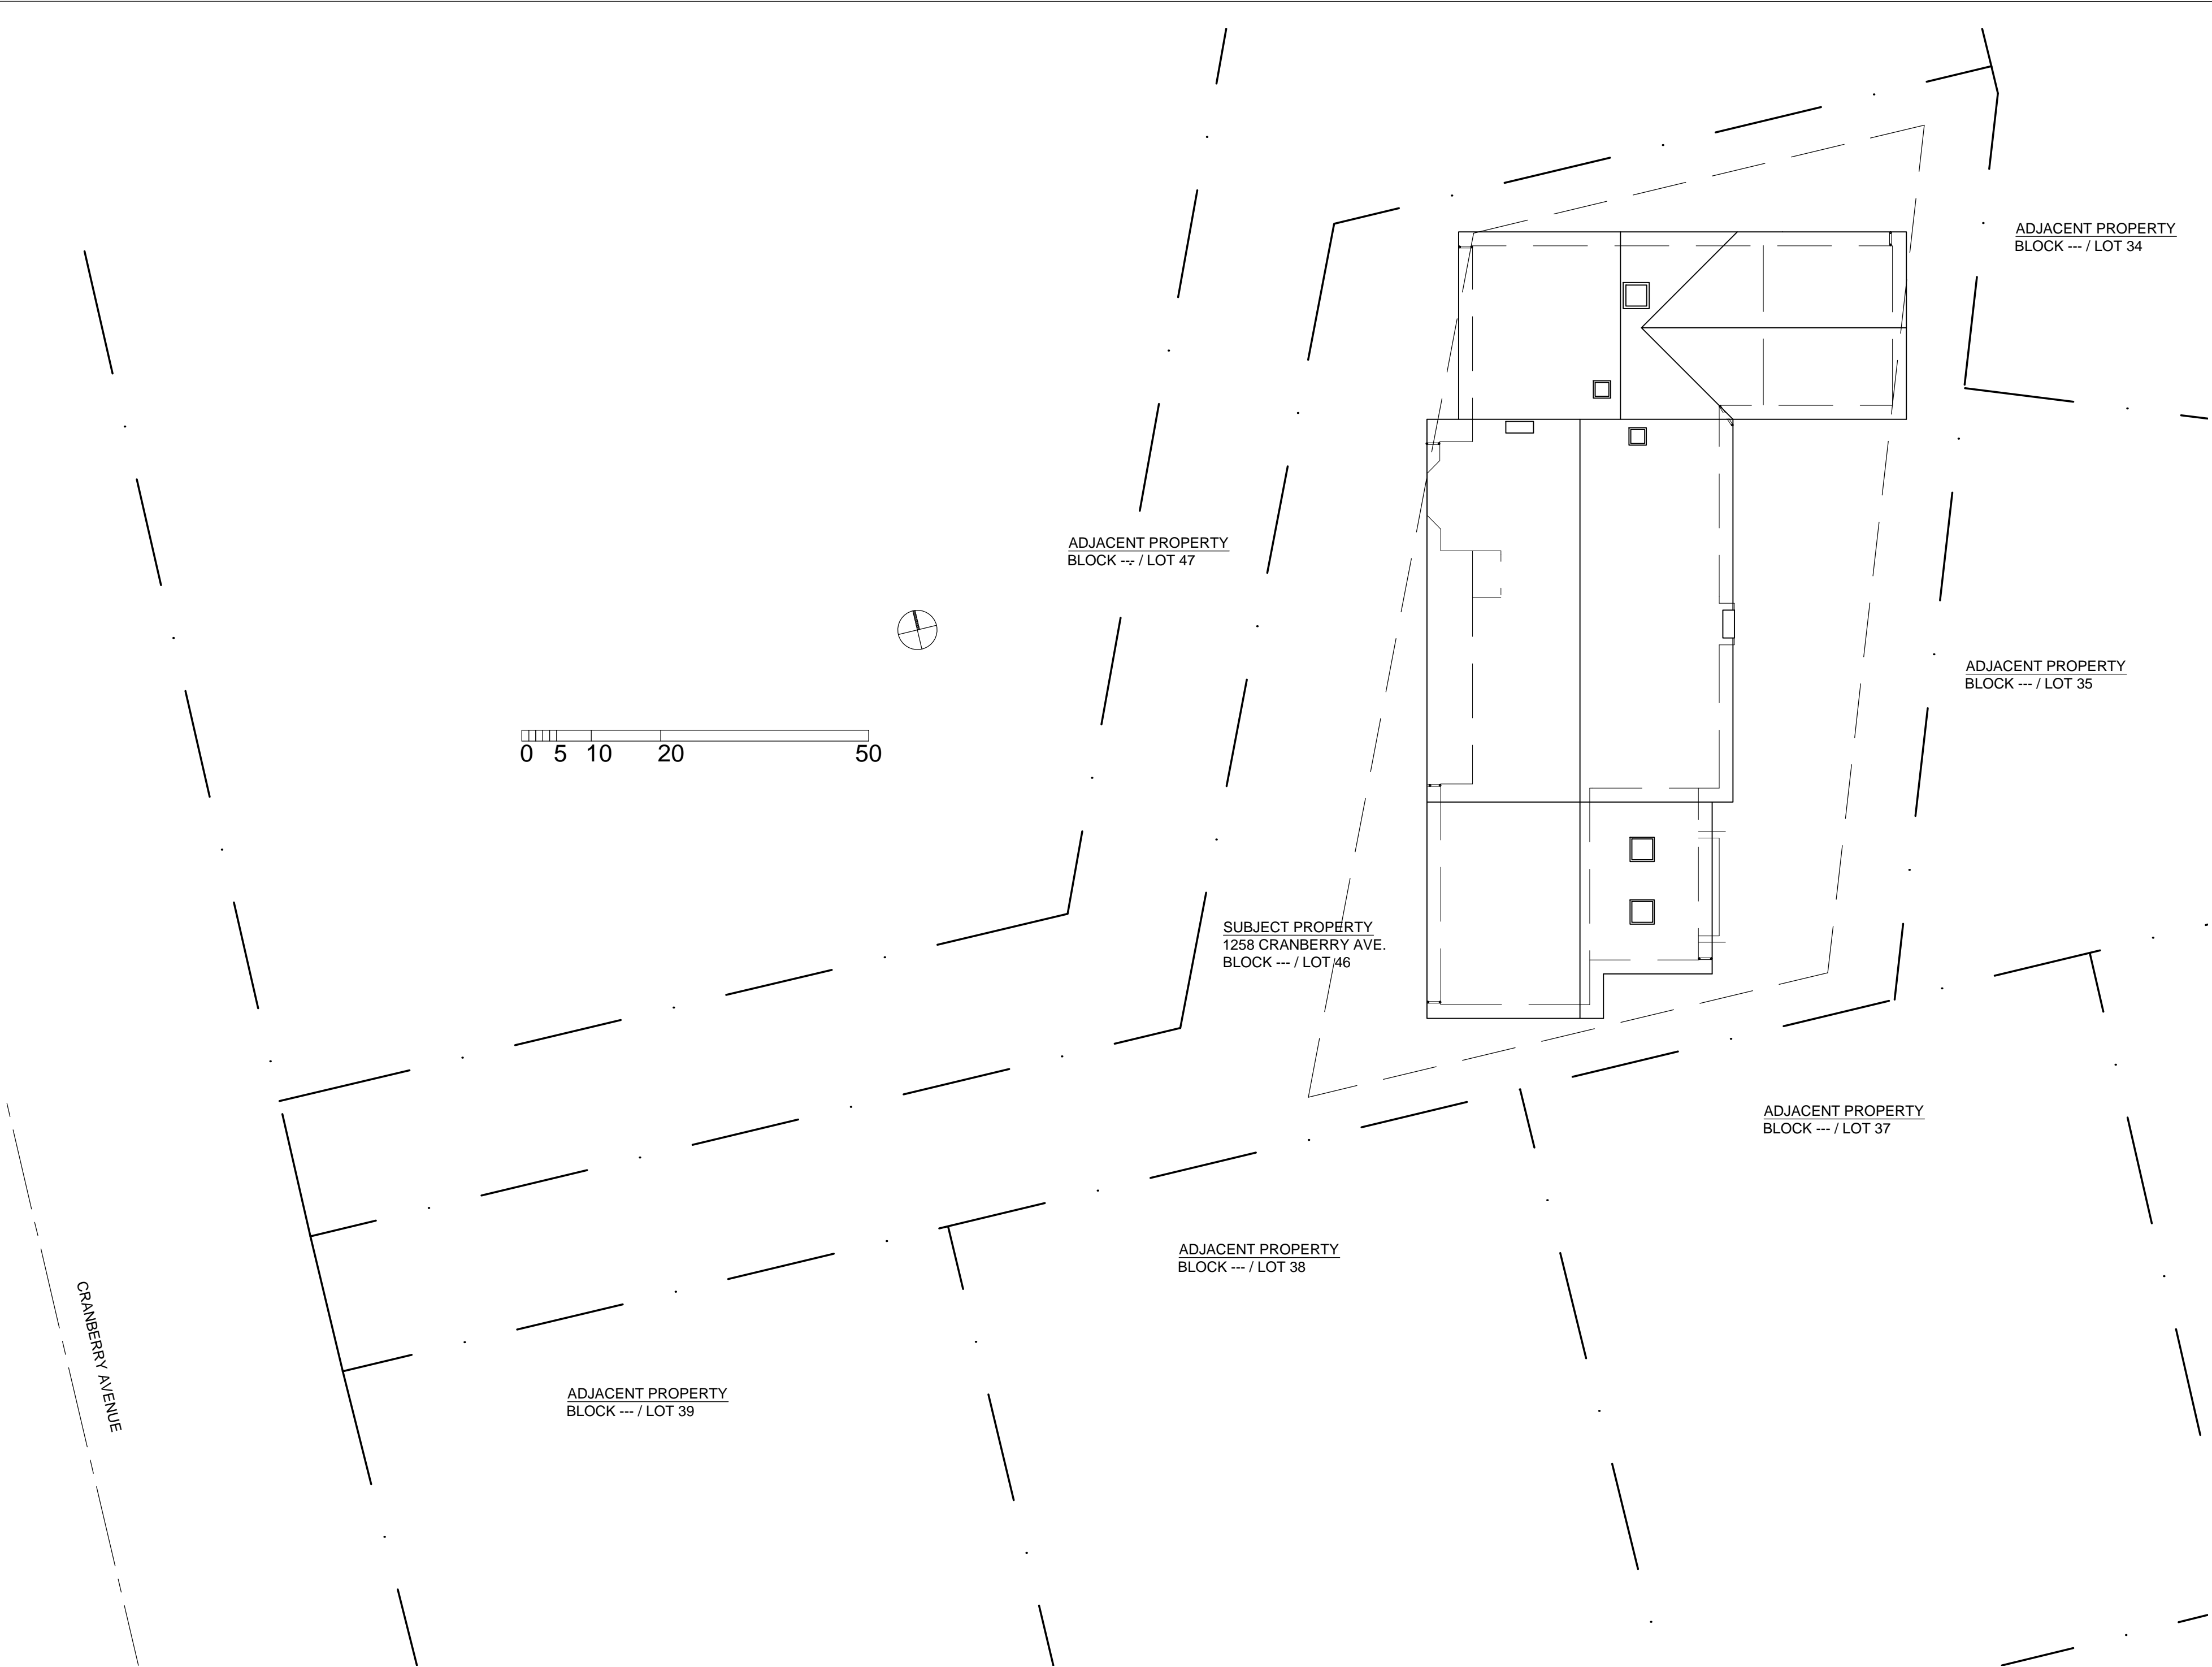 ADJACENT PROPERTY
BLOCK --- / LOT 34
ADJACENT PROPERTY
BLOCK --- / LOT 47
ADJACENT PROPERTY
BLOCK --- / LOT 35
0 5 10 20 50
SUBJECT PROPERTY
1258 CRANBERRY AVE.
BLOCK --- / LOT 46
ADJACENT PROPERTY
BLOCK --- / LOT 37
ADJACENT PROPERTY
BLOCK --- / LOT 38
CRANBERRY AVENUE
ADJACENT PROPERTY
BLOCK --- / LOT 39